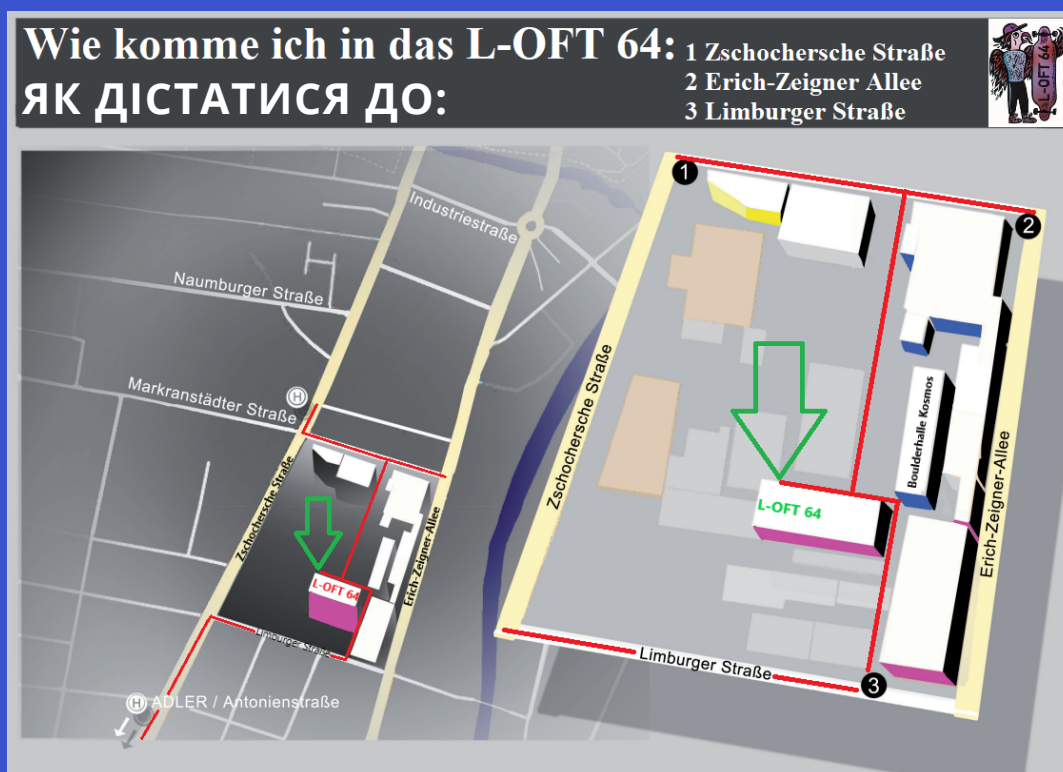 Wie komme ich in das L-OFT 64:
ЯК ДІСТАТИСЯ ДО:
1 Zschochersche Straße
2 Erich-Zeigner Allee
3 Limburger Straße
L-OFT 64
Industriestraße
Naumburger Straße
Markranstädter Straße
H
Zschochersche Straße
Erich-Zeigner-Allee
L-OFT 64
Limburger Straße
H ADLER / Antonienstraße
1
2
Zschochersche Straße
Boulderhalle Kosmos
L-OFT 64
Erich-Zeigner-Allee
Limburger Straße
3